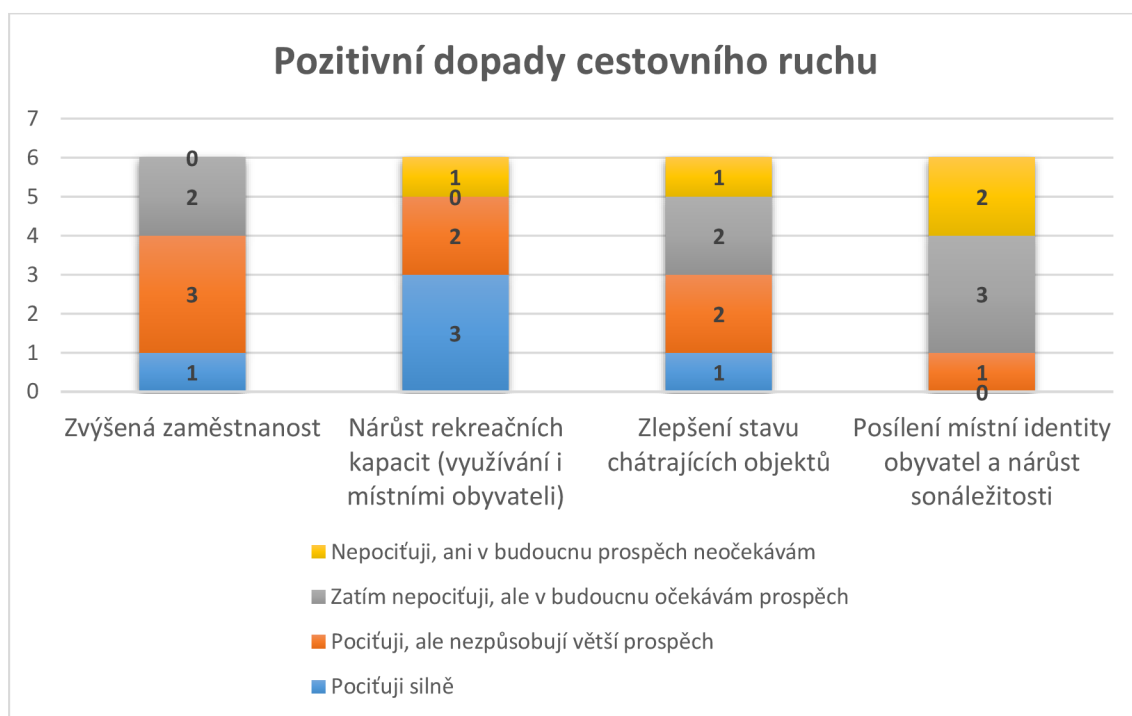 Pozitivní dopady cestovního ruchu
7
6
5
4
3
2
1
0
0
2
3
1
1
0
2
3
1
2
2
1
2
3
1
0
Zvýšená zaměstnanost
Nárůst rekreačních
kapacit (využívání i
místními obyvateli)
Zlepšení stavu
chátrajících objektů
Posílení místní identity
obyvatel a nárůst
sonáležitosti
Nepociťuji, ani v budoucnu prospěch neočekávám
Zatím nepociťuji, ale v budoucnu očekávám prospěch
Pociťuji, ale nezpůsobují větší prospěch
Pociťuji silně